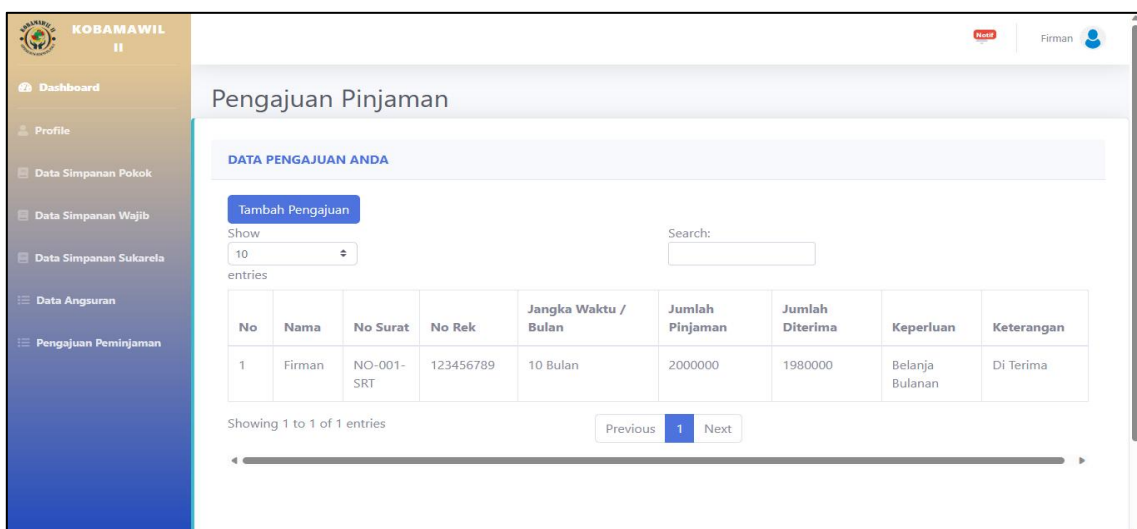 KOBAMAWIL
II
Notif
Firman
Dashboard
Profile
Data Simpanan Pokok
Data Simpanan Wajib
Data Simpanan Sukarela
Data Angsuran
Pengajuan Peminjaman
Pengajuan Pinjaman
DATA PENGAJUAN ANDA
Tambah Pengajuan
Show
10
entries
Search:
No Nama No Surat No Rek Jangka Waktu / Bulan Jumlah Pinjaman Jumlah Diterima Keperluan Keterangan
1 Firman NO-001-SRT 123456789 10 Bulan 2000000 1980000 Belanja Bulanan Di Terima
Showing 1 to 1 of 1 entries
Previous 1 Next